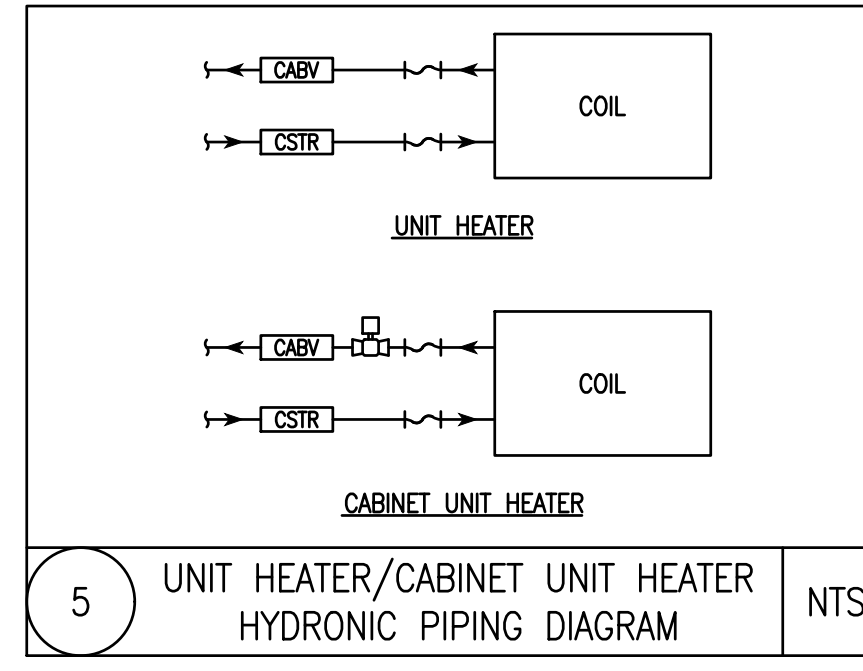 CABV
COIL
CSTR
UNIT HEATER
CABV
COIL
CSTR
CABINET UNIT HEATER
5
UNIT HEATER/CABINET UNIT HEATER
HYDRONIC PIPING DIAGRAM
NTS